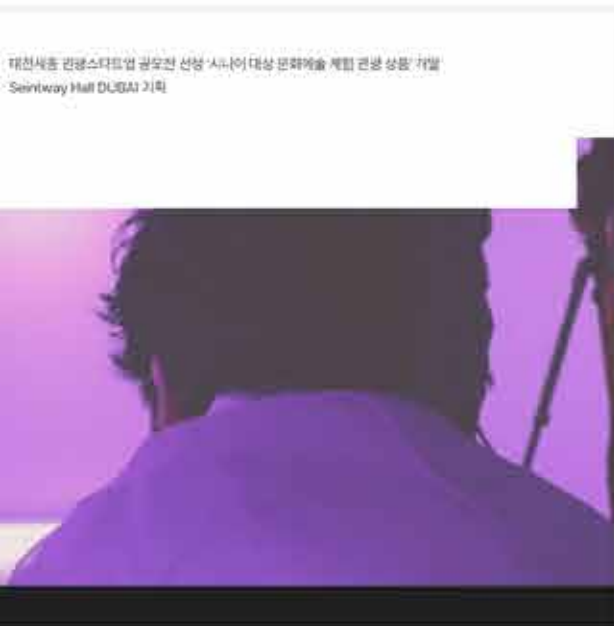 대전세종 관광스타트업 공모전 선정 '시니어 대상 문화예술 체험 관광 상품' 개발
Seintway Hall DUBAI 기획